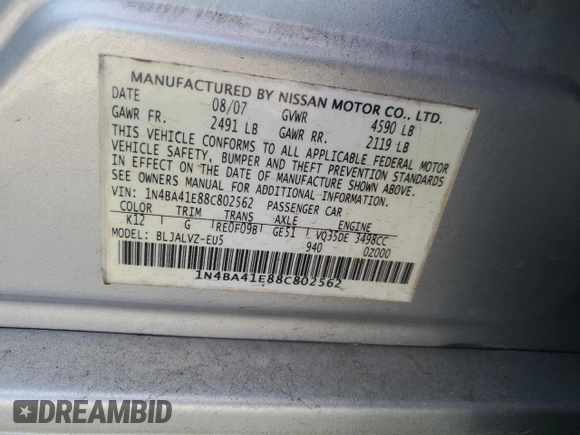 MANUFACTURED BY NISSAN MOTOR CO., LTD.
DATE 08/07 GVWR 4590 LB
GAWR FR. 2491 LB GAWR RR. 2119 LB
THIS VEHICLE CONFORMS TO ALL APPLICABLE FEDERAL MOTOR
VEHICLE SAFETY, BUMPER AND THEFT PREVENTION STANDARDS
IN EFFECT ON THE DATE OF MANUFACTURE SHOWN ABOVE.
SEE OWNERS MANUAL FOR ADDITIONAL INFORMATION.
VIN: 1N4BA41E88C802562 PASSENGER CAR
COLOR TRIM TRANS AXLE ENGINE
K12 G RE0F09B GE51 VQ35DE 3498CC
MODEL: BLJALVZ-EU5 940 0Z000
1N4BA41E88C802562
DREAMBID